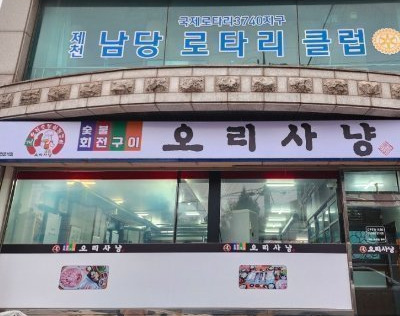 국제로타리3740지구
제천 남당 로타리 클럽
숯불
회전구이 오리사냥
오리사냥
오리사냥
오리사냥